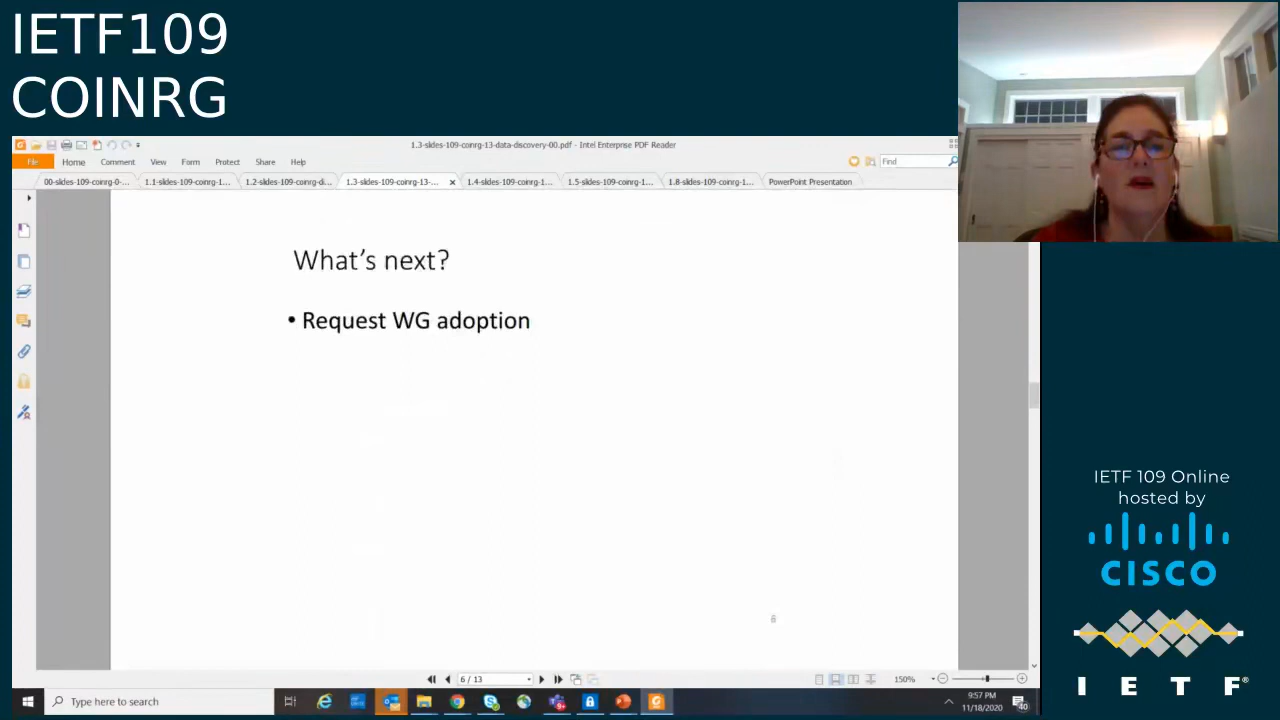 IETF109
COINRG
1.3-slides-109-coinrg-13-data-discovery-00.pdf - Intel Enterprise PDF Reader
File Home Comment View Form Protect Share Help
Find
00-slides-109-coinrg-0-...
1.1-slides-109-coinrg-1...
1.2-slides-109-coinrg-di...
1.3-slides-109-coinrg-13-...
1.4-slides-109-coinrg-1...
1.5-slides-109-coinrg-1...
1.8-slides-109-coinrg-1...
PowerPoint Presentation
What's next?
• Request WG adoption
6
6 / 13
150%
Type here to search
9:57 PM
11/18/2020
40
IETF 109 Online
hosted by
CISCO
I E T F®